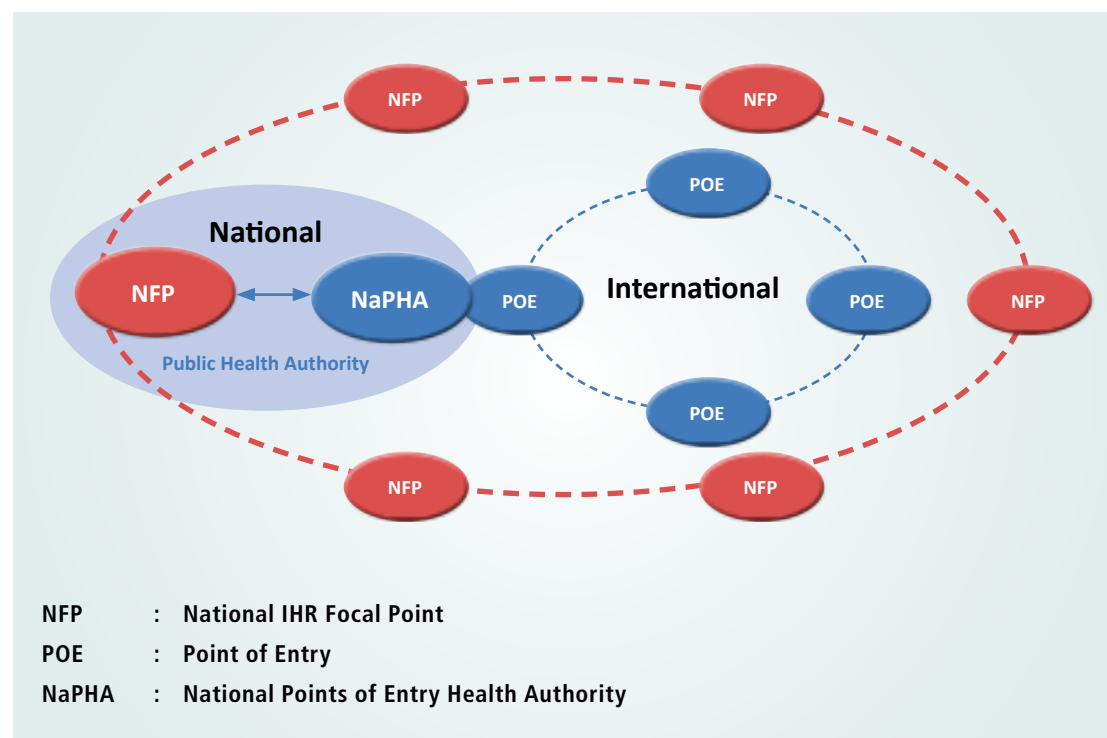 NFP
NFP
POE
National
NFP
NaPHA
POE
International
POE
NFP
Public Health Authority
POE
NFP
NFP
NFP : National IHR Focal Point
POE : Point of Entry
NaPHA : National Points of Entry Health Authority